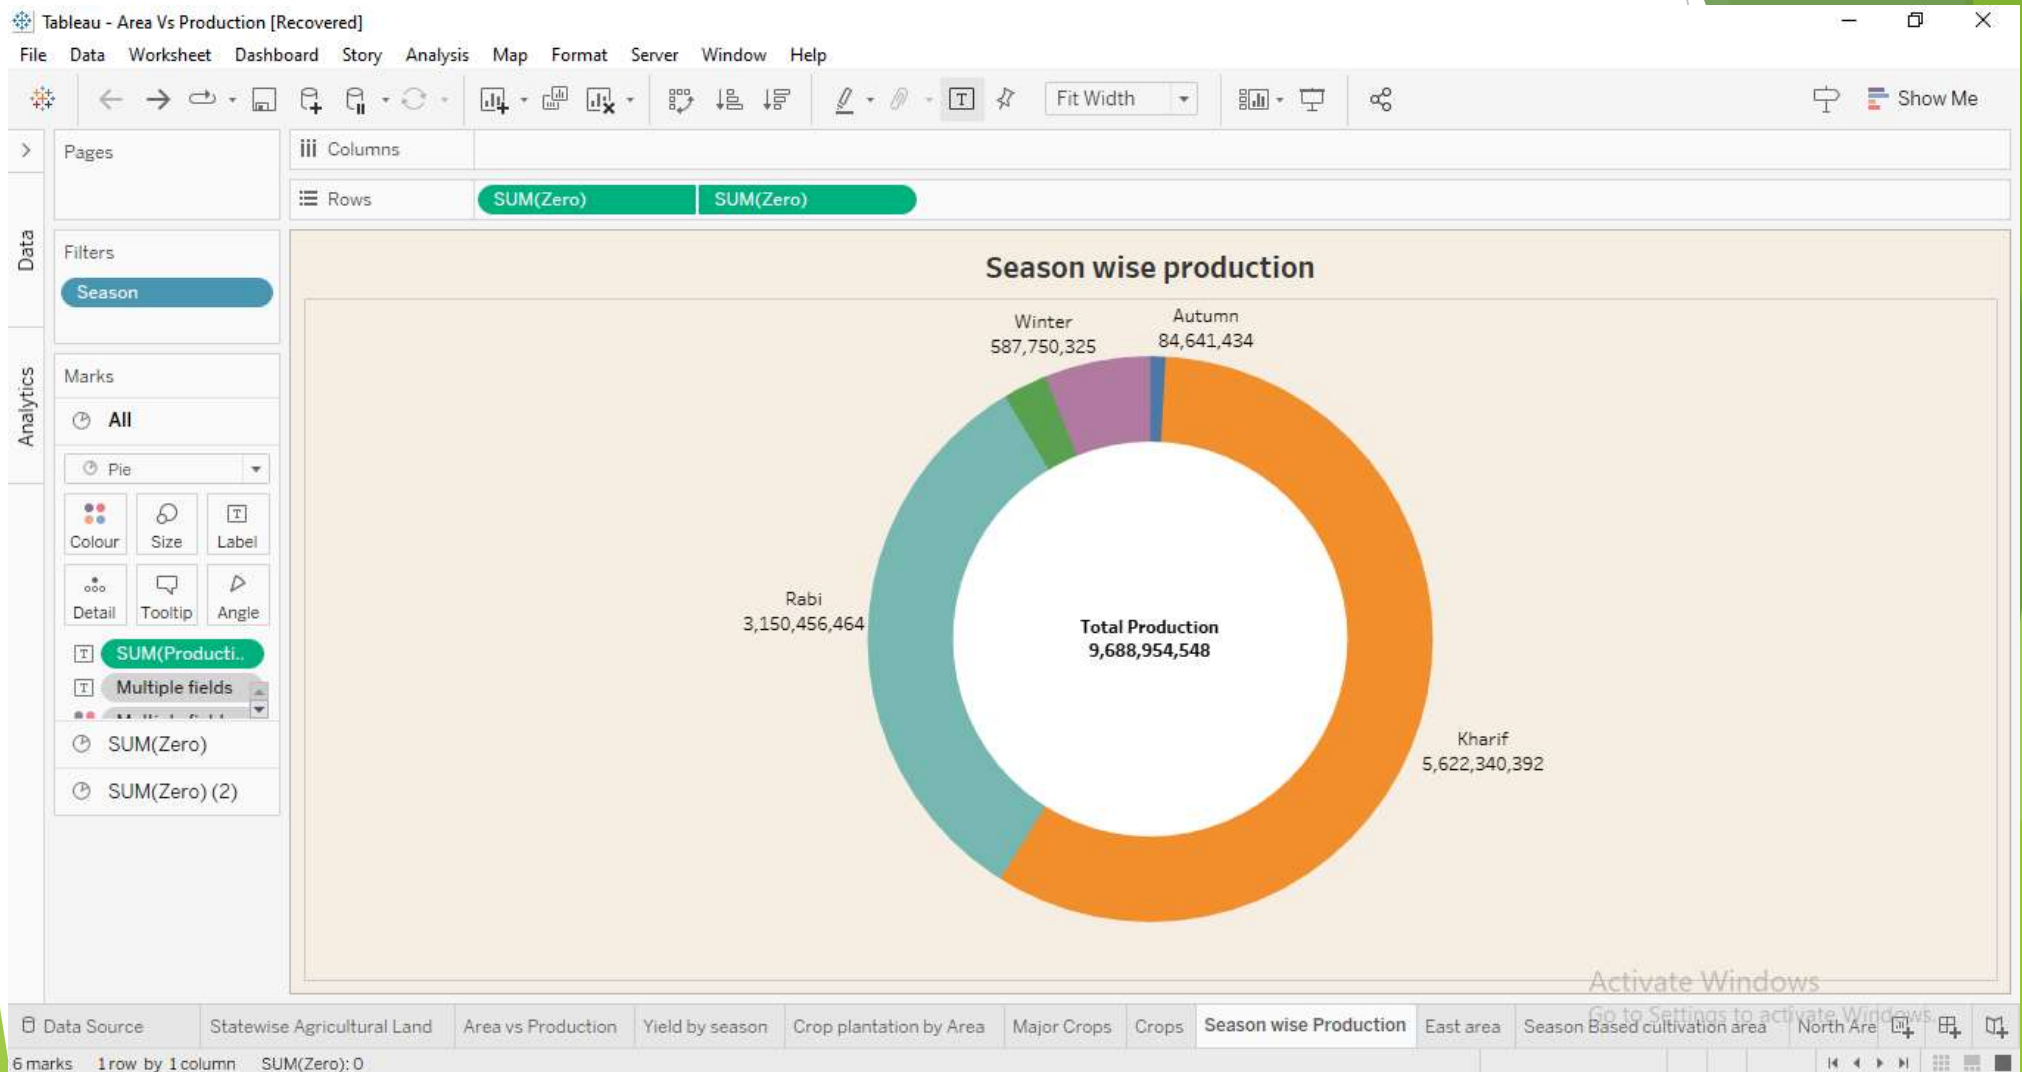 Tableau - Area Vs Production [Recovered]
File Data Worksheet Dashboard Story Analysis Map Format Server Window Help
Fit Width
Show Me
Pages
Columns
Rows
SUM(Zero) SUM(Zero)
Data
Analytics
Filters
Season
Marks
All
Pie
Colour Size Label
Detail Tooltip Angle
SUM(Producti..
Multiple fields
SUM(Zero)
SUM(Zero) (2)
Season wise production
Winter
587,750,325
Autumn
84,641,434
Rabi
3,150,456,464
Total Production
9,688,954,548
Kharif
5,622,340,392
Activate Windows
Go to Settings to activate Windows.
Data Source Statewise Agricultural Land Area vs Production Yield by season Crop plantation by Area Major Crops Crops Season wise Production East area Season Based cultivation area North Are
6 marks 1 row by 1 column SUM(Zero): 0